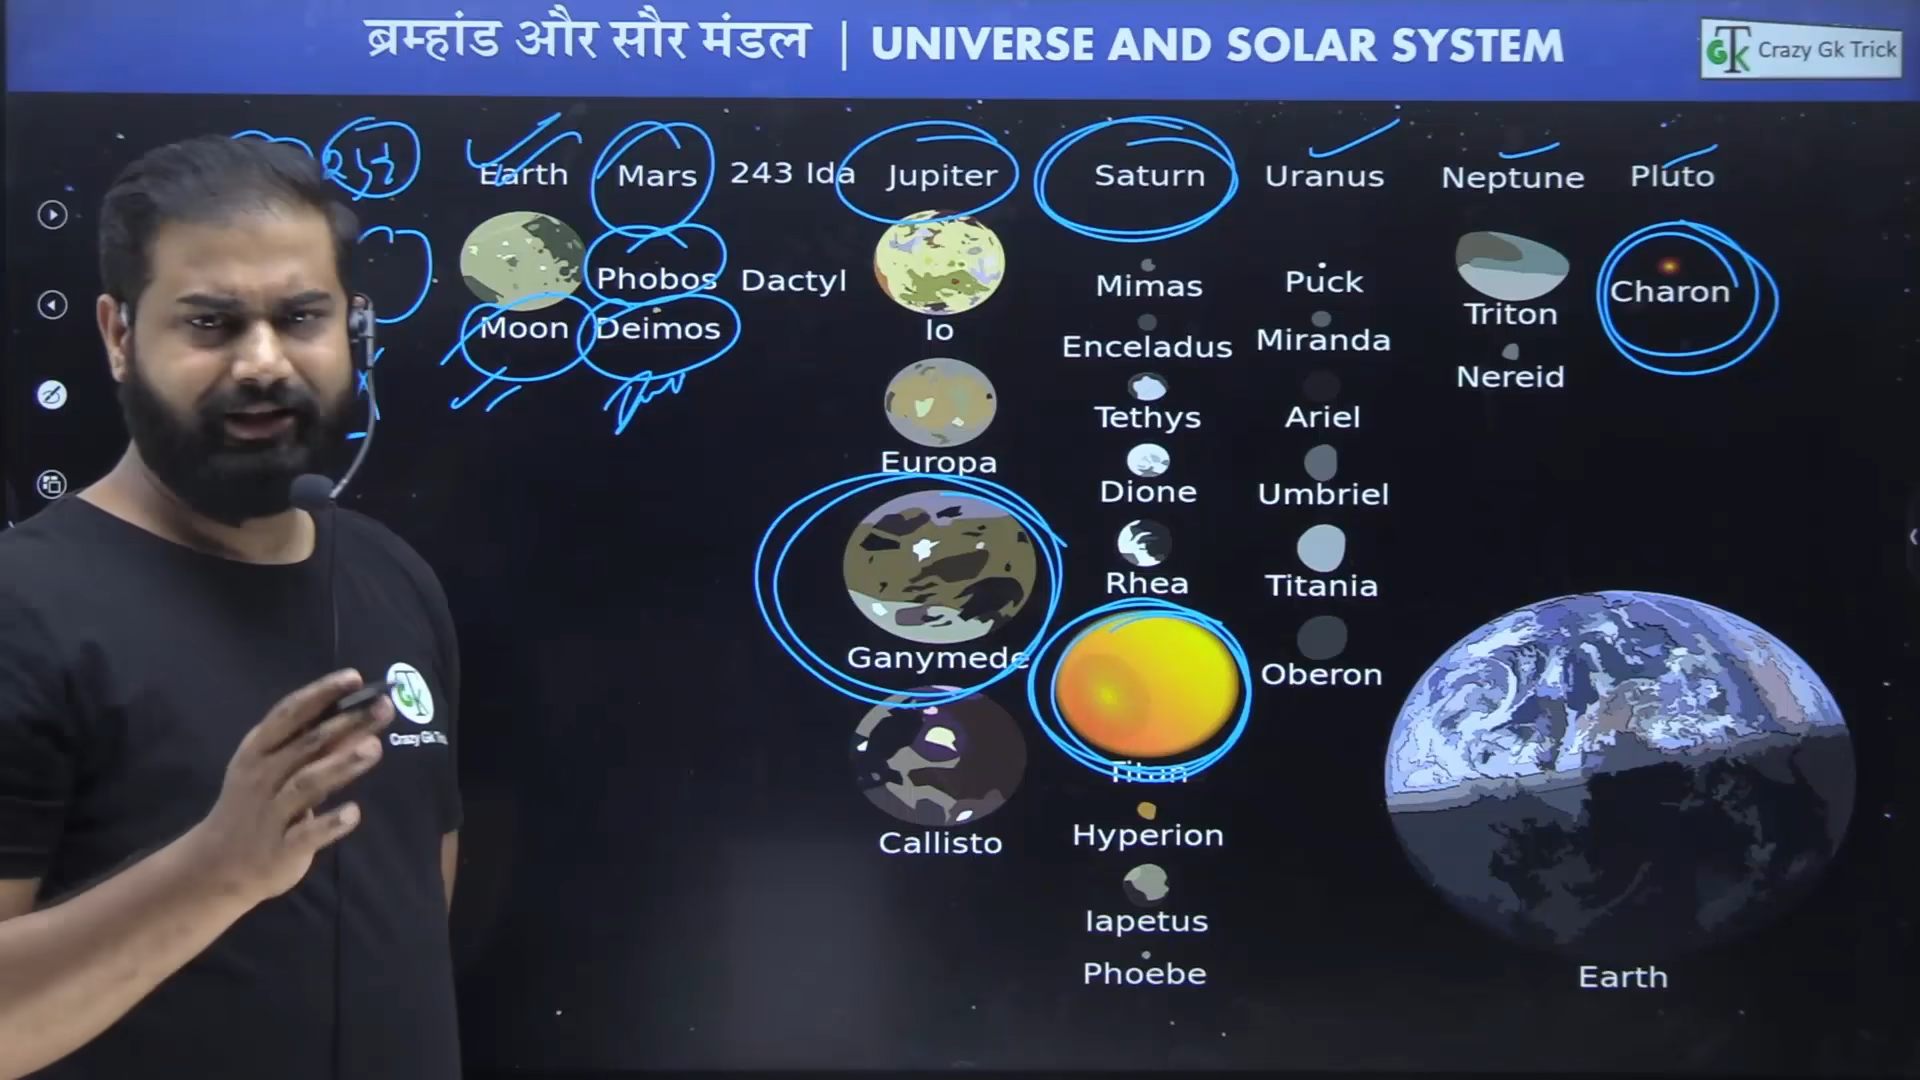 ब्रम्हांड और सौर मंडल | UNIVERSE AND SOLAR SYSTEM
GTK Crazy Gk Trick
Earth Mars 243 Ida Jupiter Saturn Uranus Neptune Pluto
Phobos Dactyl Mimas Puck Triton Charon
Moon Deimos Io Enceladus Miranda Nereid
Europa Tethys Ariel
Dione Umbriel
Rhea Titania
Ganymede Oberon
Titan
Callisto Hyperion
Iapetus
Phoebe Earth
GTK